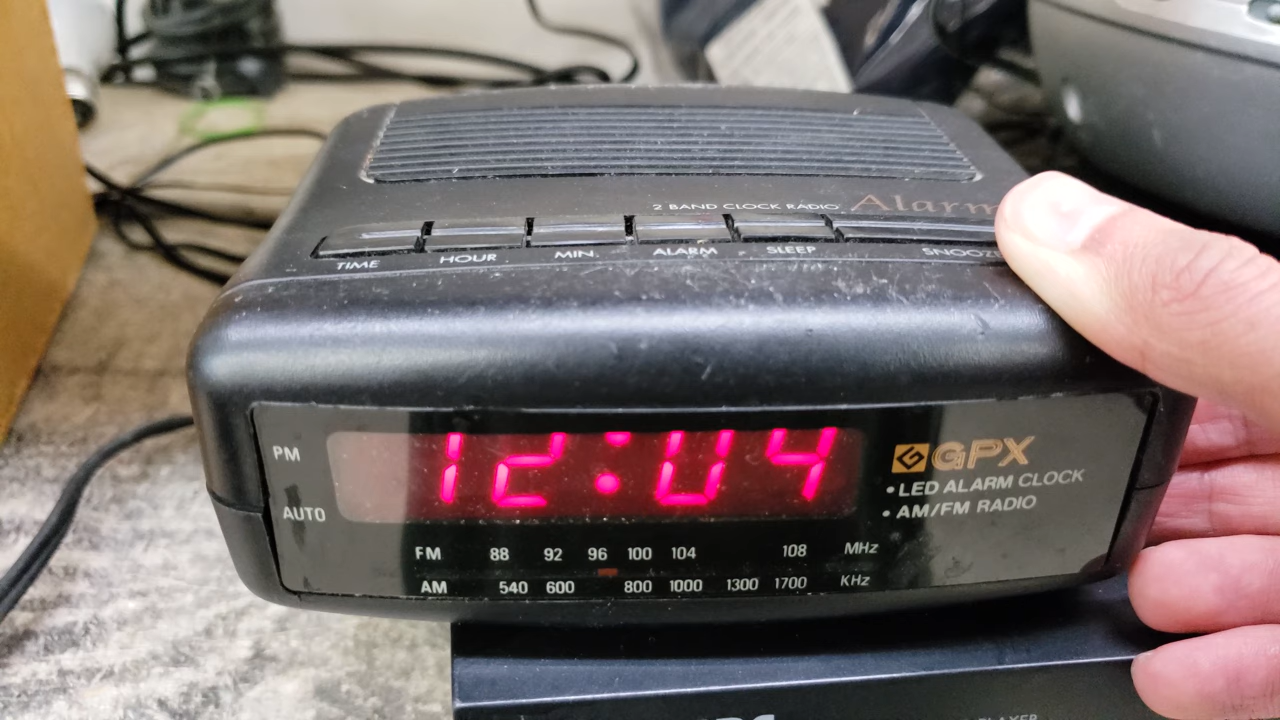 2 BAND CLOCK RADIO Alarm
TIME HOUR MIN. ALARM SLEEP SNOOZE
PM
AUTO
12:04
GPX
• LED ALARM CLOCK
• AM/FM RADIO
FM 88 92 96 100 104 108 MHz
AM 540 600 800 1000 1300 1700 KHz